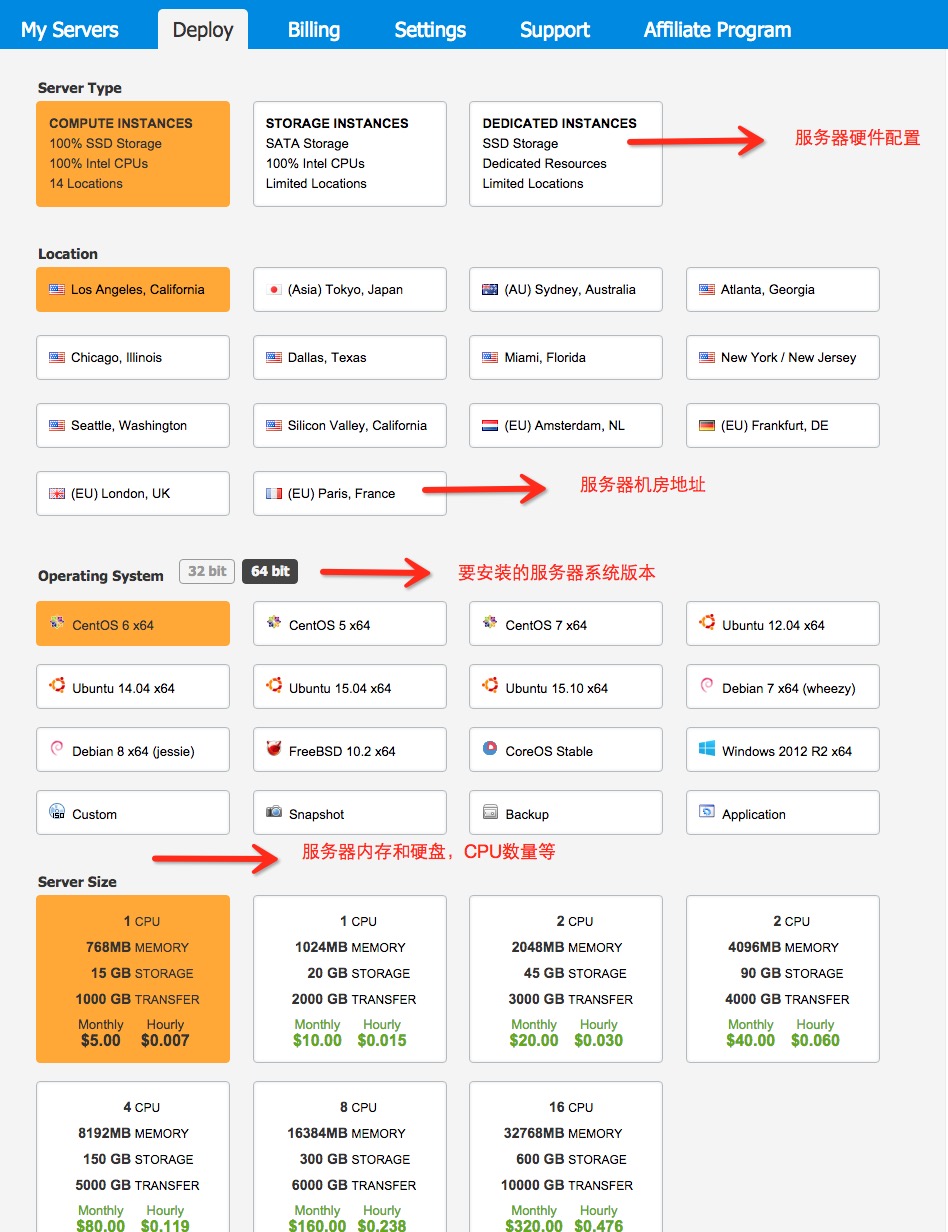 My Servers Deploy Billing Settings Support Affiliate Program
Server Type
COMPUTE INSTANCES
100% SSD Storage
100% Intel CPUs
14 Locations
STORAGE INSTANCES
SATA Storage
100% Intel CPUs
Limited Locations
DEDICATED INSTANCES
SSD Storage
Dedicated Resources
Limited Locations
服务器硬件配置
Location
Los Angeles, California
(Asia) Tokyo, Japan
(AU) Sydney, Australia
Atlanta, Georgia
Chicago, Illinois
Dallas, Texas
Miami, Florida
New York / New Jersey
Seattle, Washington
Silicon Valley, California
(EU) Amsterdam, NL
(EU) Frankfurt, DE
(EU) London, UK
(EU) Paris, France
服务器机房地址
Operating System 32 bit 64 bit
要安装的服务器系统版本
CentOS 6 x64
CentOS 5 x64
CentOS 7 x64
Ubuntu 12.04 x64
Ubuntu 14.04 x64
Ubuntu 15.04 x64
Ubuntu 15.10 x64
Debian 7 x64 (wheezy)
Debian 8 x64 (jessie)
FreeBSD 10.2 x64
CoreOS Stable
Windows 2012 R2 x64
ISO
Custom
Snapshot
Backup
Application
服务器内存和硬盘，CPU数量等
Server Size
1 CPU
768MB MEMORY
15 GB STORAGE
1000 GB TRANSFER
Monthly Hourly
$5.00 $0.007
1 CPU
1024MB MEMORY
20 GB STORAGE
2000 GB TRANSFER
Monthly Hourly
$10.00 $0.015
2 CPU
2048MB MEMORY
45 GB STORAGE
3000 GB TRANSFER
Monthly Hourly
$20.00 $0.030
2 CPU
4096MB MEMORY
90 GB STORAGE
4000 GB TRANSFER
Monthly Hourly
$40.00 $0.060
4 CPU
8192MB MEMORY
150 GB STORAGE
5000 GB TRANSFER
Monthly Hourly
$80.00 $0.119
8 CPU
16384MB MEMORY
300 GB STORAGE
6000 GB TRANSFER
Monthly Hourly
$160.00 $0.238
16 CPU
32768MB MEMORY
600 GB STORAGE
10000 GB TRANSFER
Monthly Hourly
$320.00 $0.476